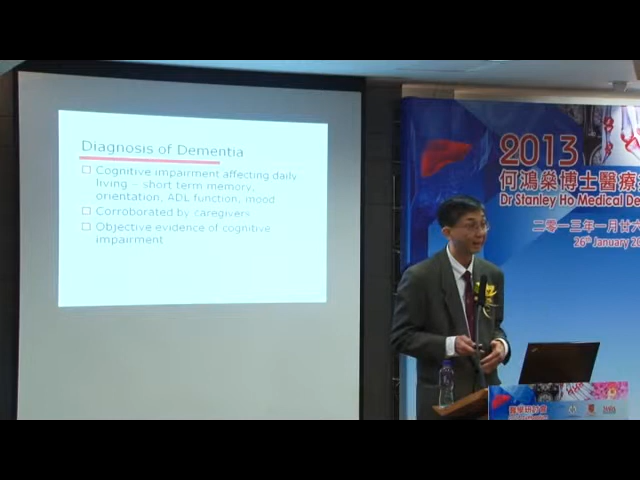 Diagnosis of Dementia
Cognitive impairment affecting daily
living – short term memory,
orientation, ADL function, mood
Corroborated by caregivers
Objective evidence of cognitive
impairment
2013
何鴻燊博士醫療
Dr Stanley Ho Medical De
二零一三年一月廿六
26th January 20